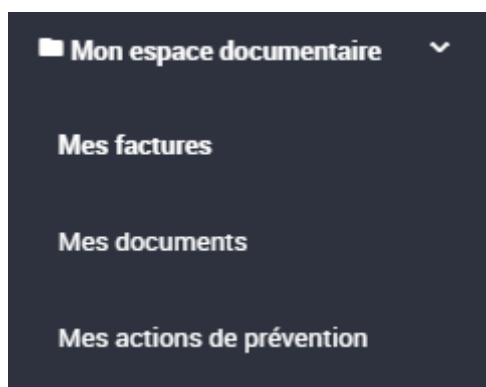 Mon espace documentaire
Mes factures
Mes documents
Mes actions de prévention